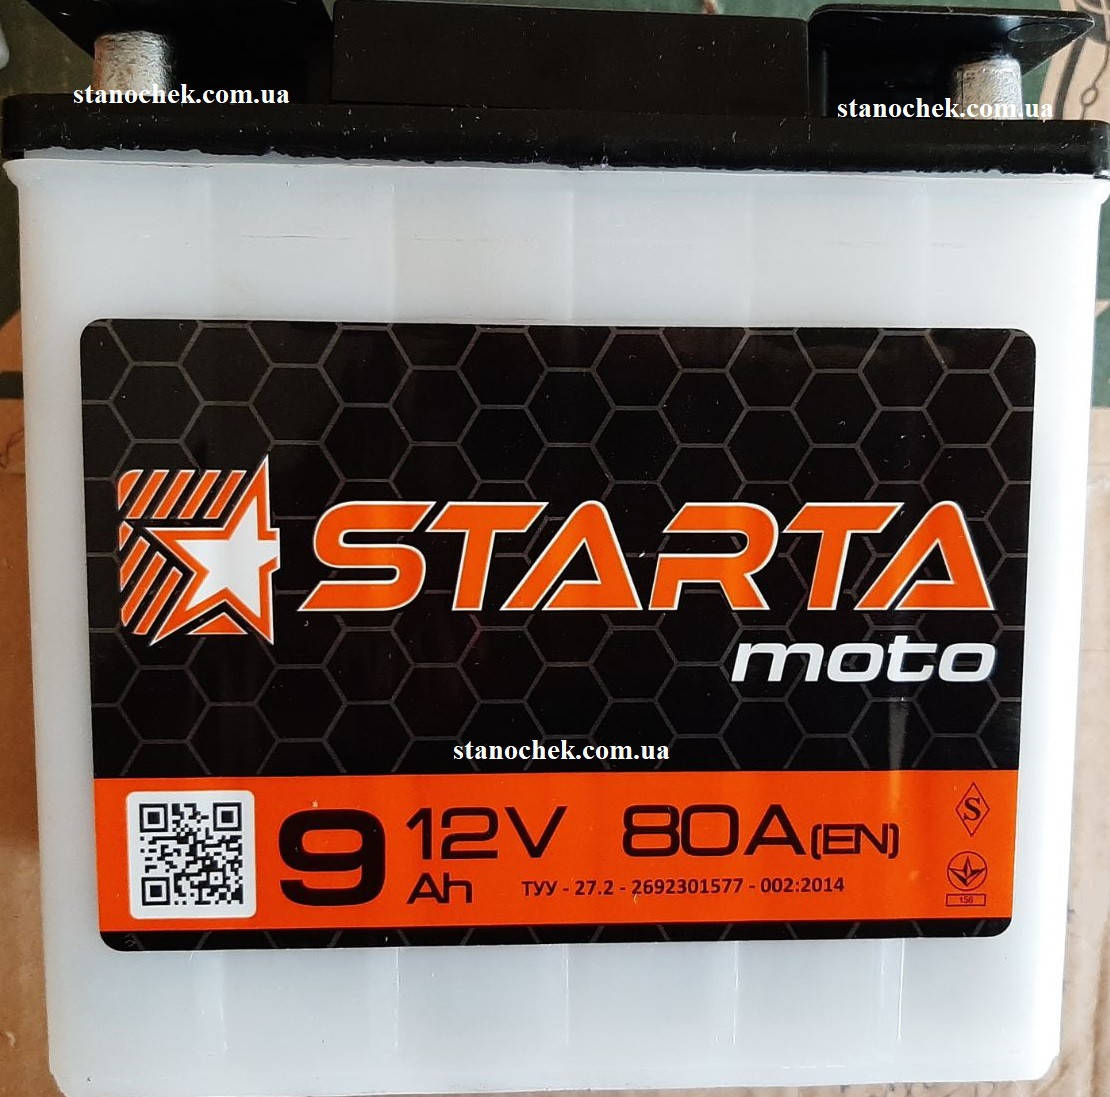 stanochek.com.ua
stanochek.com.ua
STARTA
moto
stanochek.com.ua
9 Ah
12V 80A(EN)
ТУУ - 27.2 - 2692301577 - 002:2014
S
156